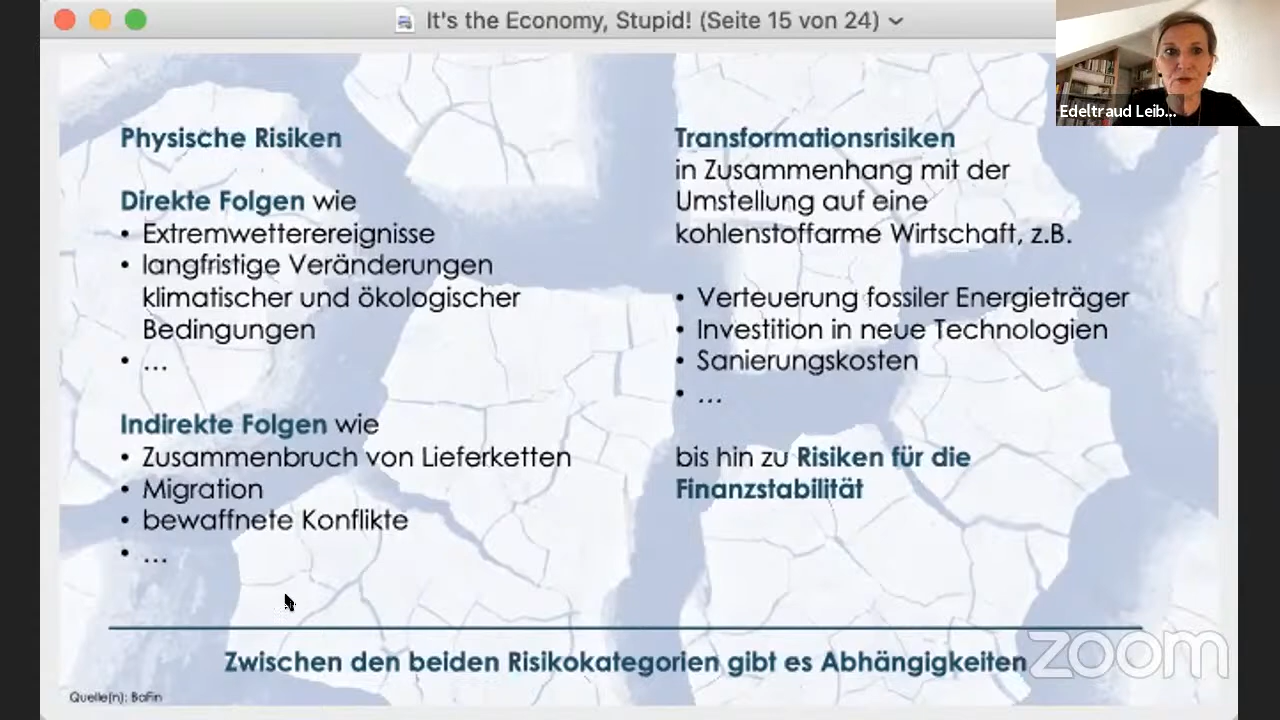 It's the Economy, Stupid! (Seite 15 von 24)
Edeltraud Leib...
Physische Risiken
Direkte Folgen wie
• Extremwetterereignisse
• langfristige Veränderungen
klimatischer und ökologischer
Bedingungen
• ...
Indirekte Folgen wie
• Zusammenbruch von Lieferketten
• Migration
• bewaffnete Konflikte
• ...
Transformationsrisiken
in Zusammenhang mit der
Umstellung auf eine
kohlenstoffarme Wirtschaft, z.B.
• Verteuerung fossiler Energieträger
• Investition in neue Technologien
• Sanierungskosten
• ...
bis hin zu Risiken für die
Finanzstabilität
Zwischen den beiden Risikokategorien gibt es Abhängigkeiten
Quelle(n): BaFin
zoom